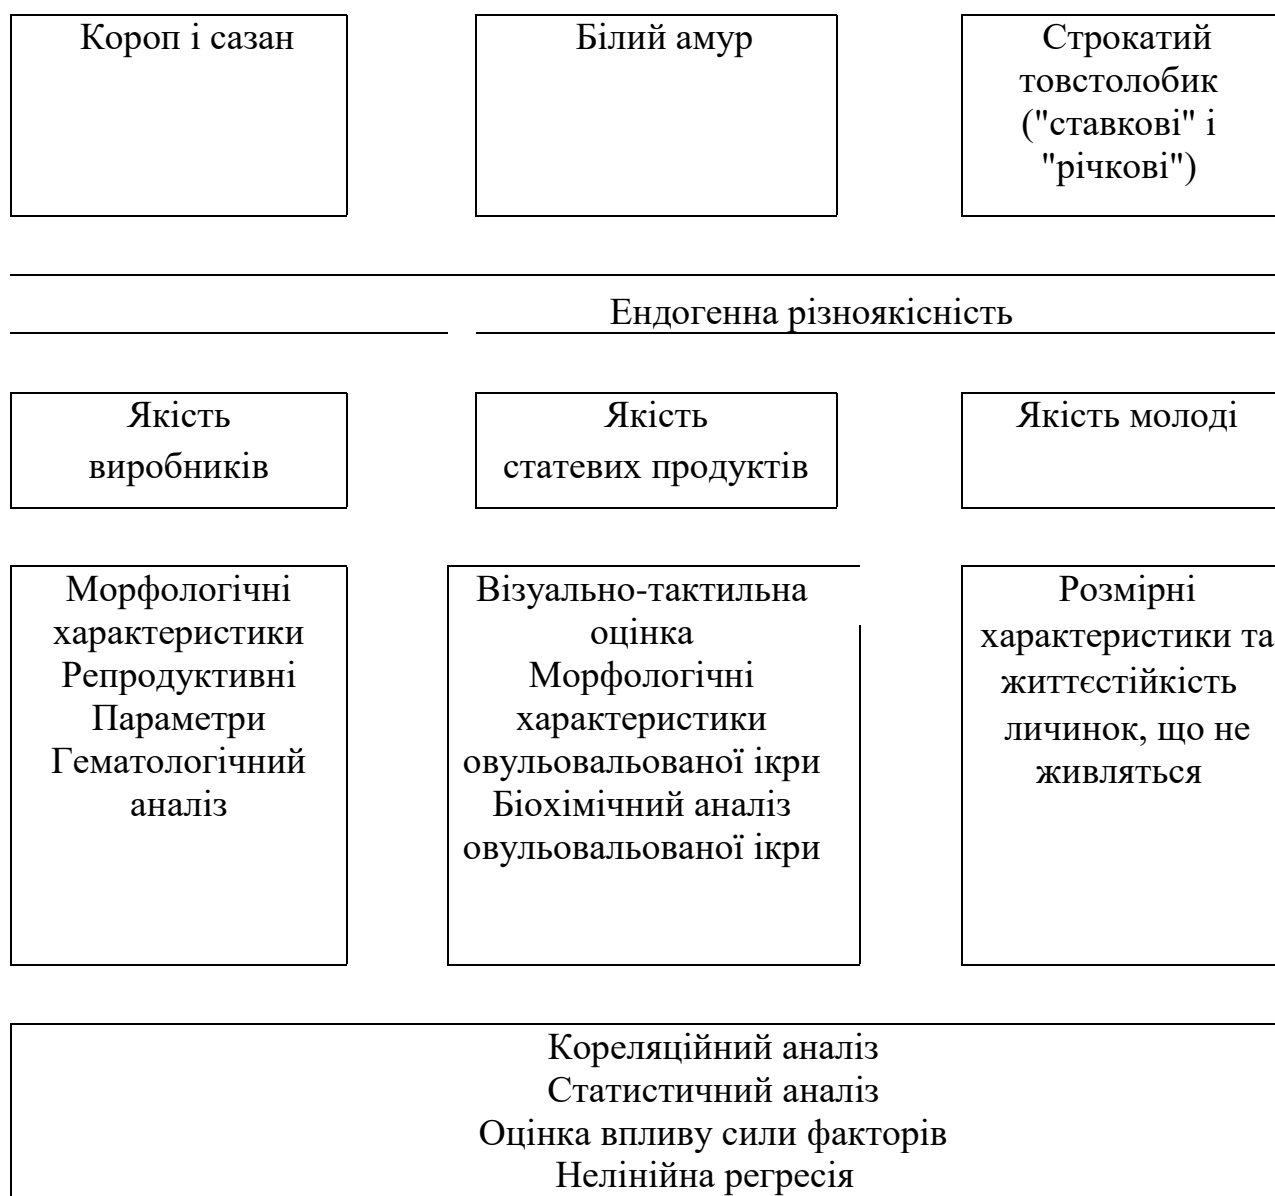 Короп і сазан
Білий амур
Строкатий
товстолобик
("ставкові" і
"річкові")
Ендогенна різноякісність
Якість
виробників
Якість
статевих продуктів
Якість молоді
Морфологічні
характеристики
Репродуктивні
Параметри
Гематологічний
аналіз
Візуально-тактильна
оцінка
Морфологічні
характеристики
овульовальованої ікри
Біохімічний аналіз
овульовальованої ікри
Розмірні
характеристики та
життєстійкість
личинок, що не
живляться
Кореляційний аналіз
Статистичний аналіз
Оцінка впливу сили факторів
Нелінійна регресія